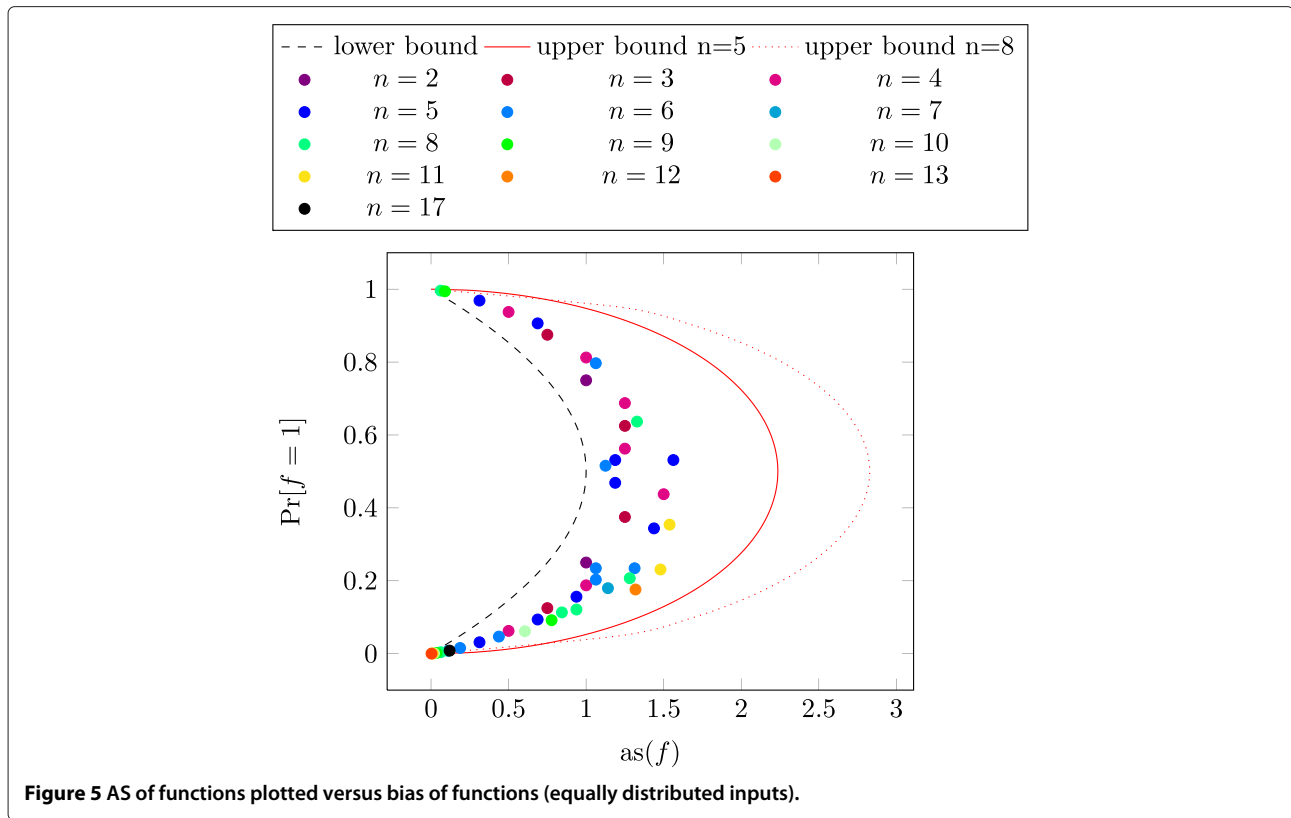 lower bound upper bound n=5 upper bound n=8
n = 2 n = 3 n = 4
n = 5 n = 6 n = 7
n = 8 n = 9 n = 10
n = 11 n = 12 n = 13
n = 17
1
0.8
0.6
0.4
0.2
0
Pr[f = 1]
0 0.5 1 1.5 2 2.5 3
as(f)
Figure 5 AS of functions plotted versus bias of functions (equally distributed inputs).